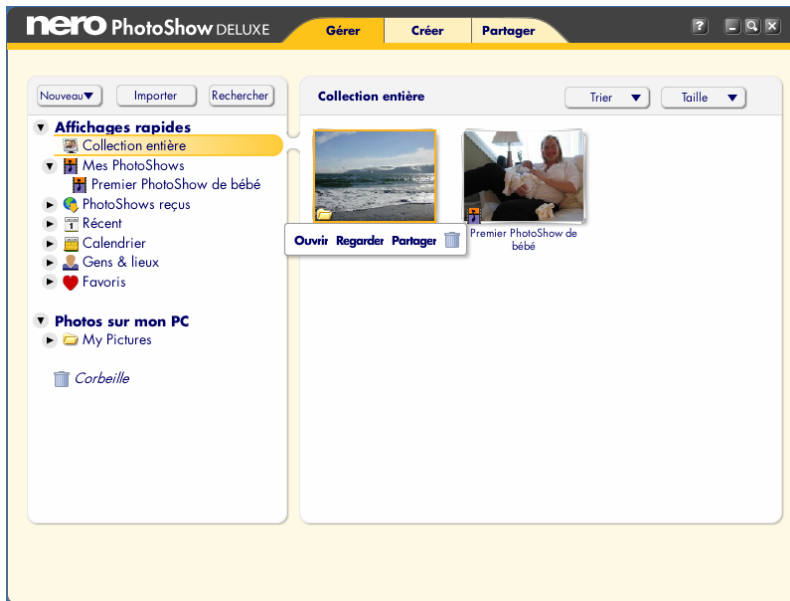 nero PhotoShow DELUXE
Gérer
Créer
Partager
?
Nouveau
Importer
Rechercher
Affichages rapides
Collection entière
Mes PhotoShows
Premier PhotoShow de bébé
PhotoShows reçus
1
Récent
Calendrier
Gens & lieux
Favoris
Photos sur mon PC
My Pictures
Corbeille
Collection entière
Trier
Taille
Ouvrir Regarder Partager
Premier PhotoShow de
bébé